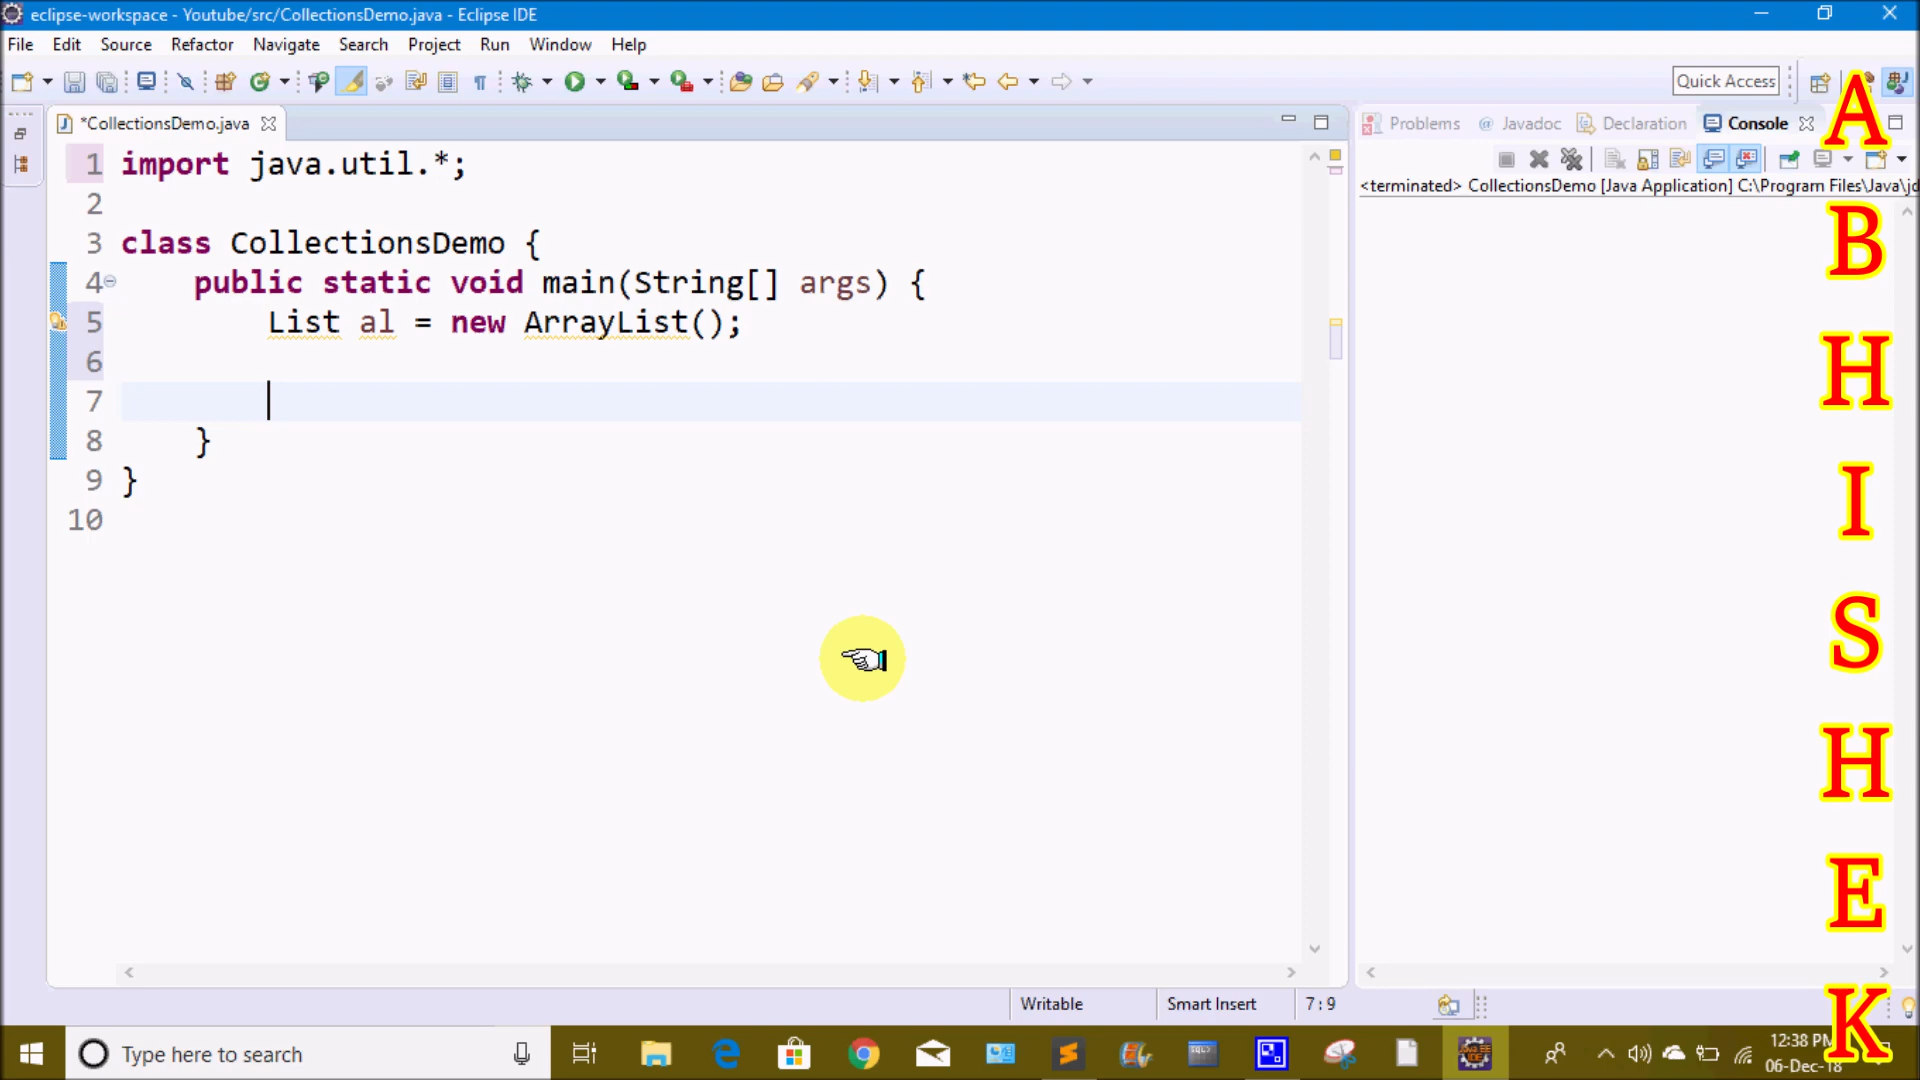 eclipse-workspace - Youtube/src/CollectionsDemo.java - Eclipse IDE
File Edit Source Refactor Navigate Search Project Run Window Help
Quick Access
*CollectionsDemo.java
Problems @ Javadoc Declaration Console
<terminated> CollectionsDemo [Java Application] C:\Program Files\Java\jd
1 import java.util.*;
2
3 class CollectionsDemo {
4 public static void main(String[] args) {
5 List al = new ArrayList();
6
7
8 }
9 }
10
A
B
H
I
S
H
E
K
Writable Smart Insert 7 : 9
Type here to search
12:38 PM
06-Dec-18